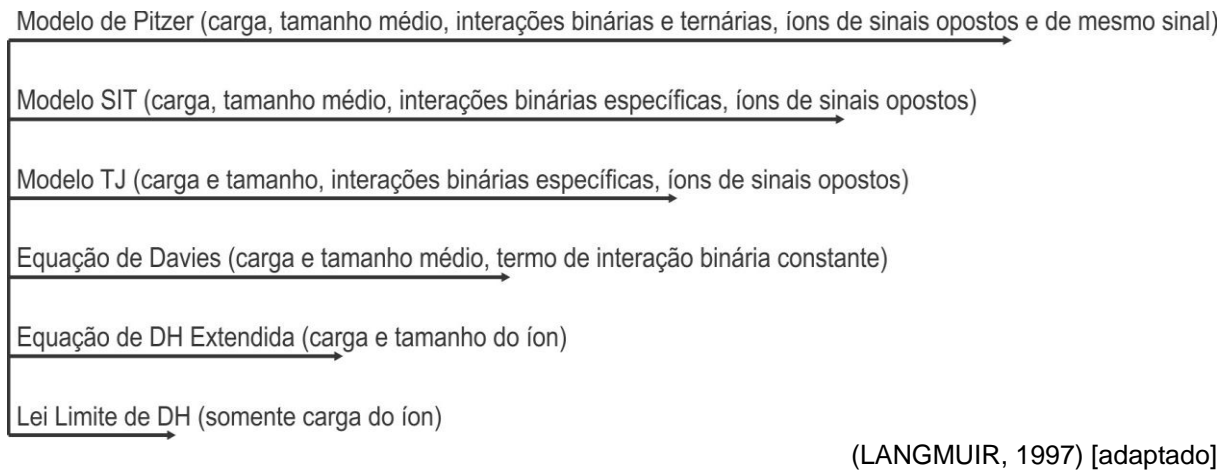 Modelo de Pitzer (carga, tamanho médio, interações binárias e ternárias, íons de sinais opostos e de mesmo sinal)
Modelo SIT (carga, tamanho médio, interações binárias específicas, íons de sinais opostos)
Modelo TJ (carga e tamanho, interações binárias específicas, íons de sinais opostos)
Equação de Davies (carga e tamanho médio, termo de interação binária constante)
Equação de DH Extendida (carga e tamanho do íon)
Lei Limite de DH (somente carga do íon)
(LANGMUIR, 1997) [adaptado]